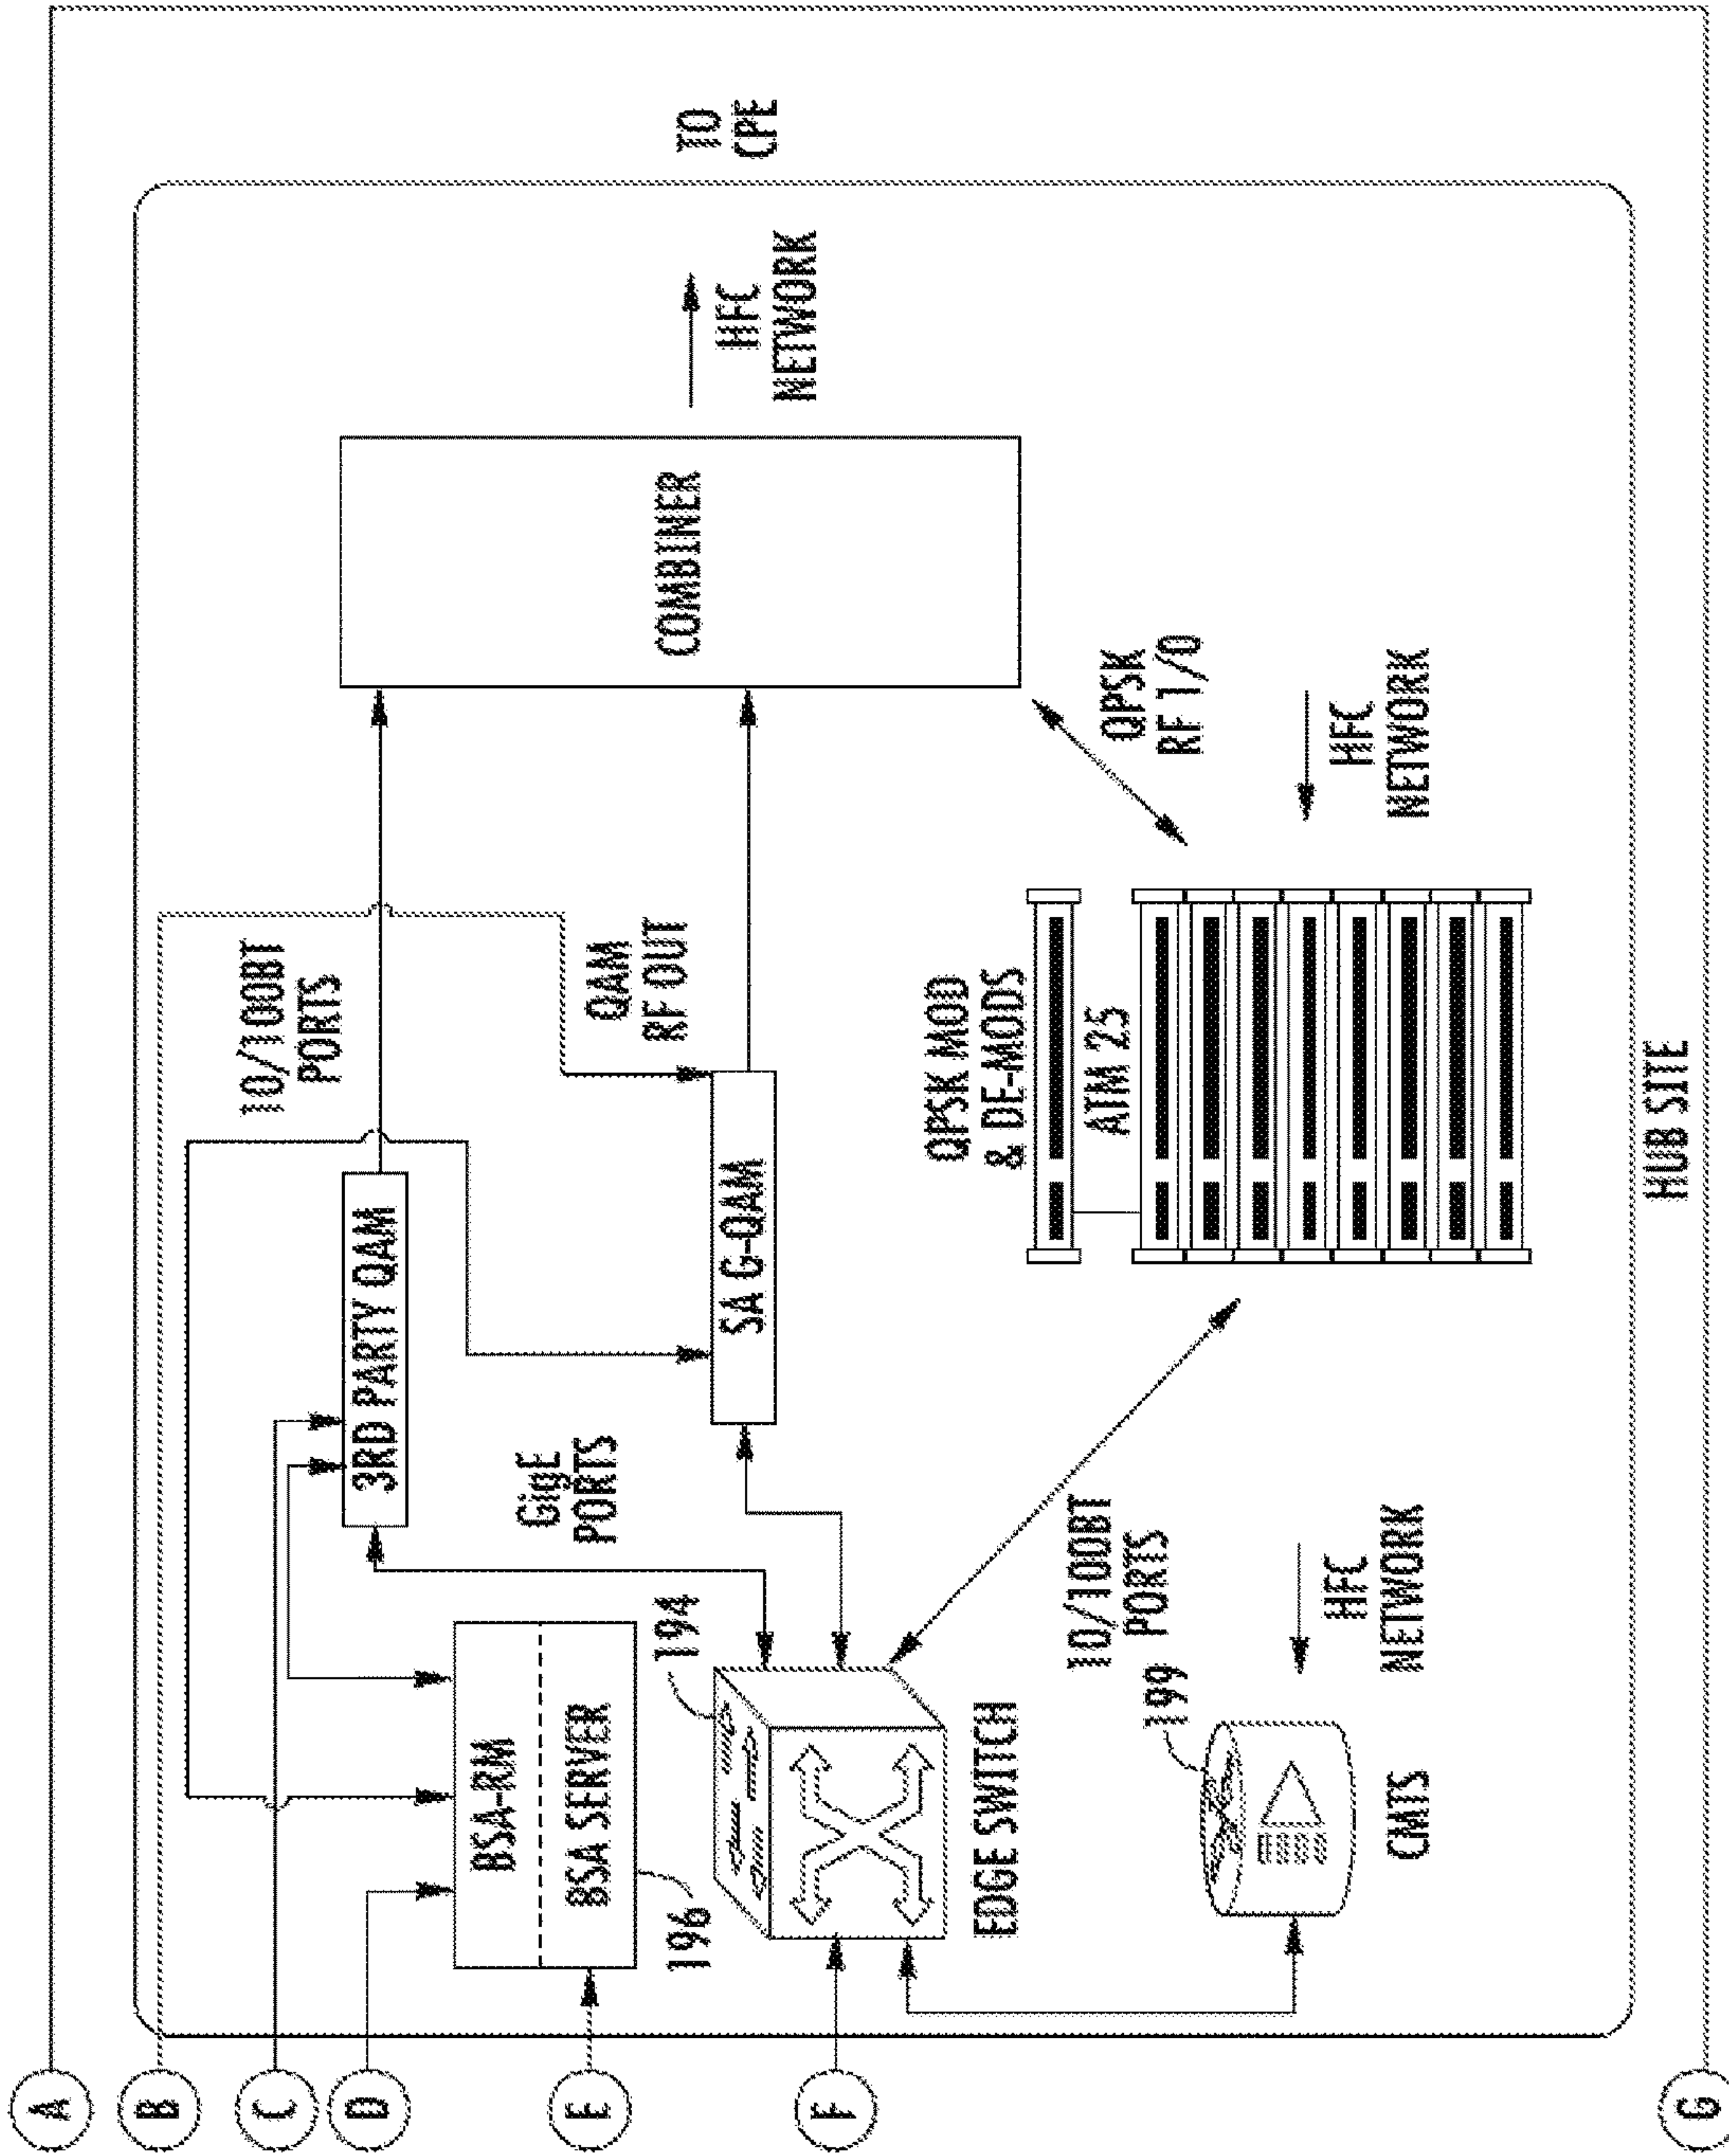 A
B
C
D
E
F
G
10/100BT
PORTS
3RD PARTY QAM
GigE
PORTS
QAM
RF OUT
SA G-QAM
BSA-RM
BSA SERVER
196
194
EDGE SWITCH
COMBINER
HFC
NETWORK
TO
CPE
QPSK
RF 1/0
QPSK MOD
& DE-MODS
ATM 25
HFC
NETWORK
10/100BT
PORTS
199
CMTS
HFC
NETWORK
HUB SITE